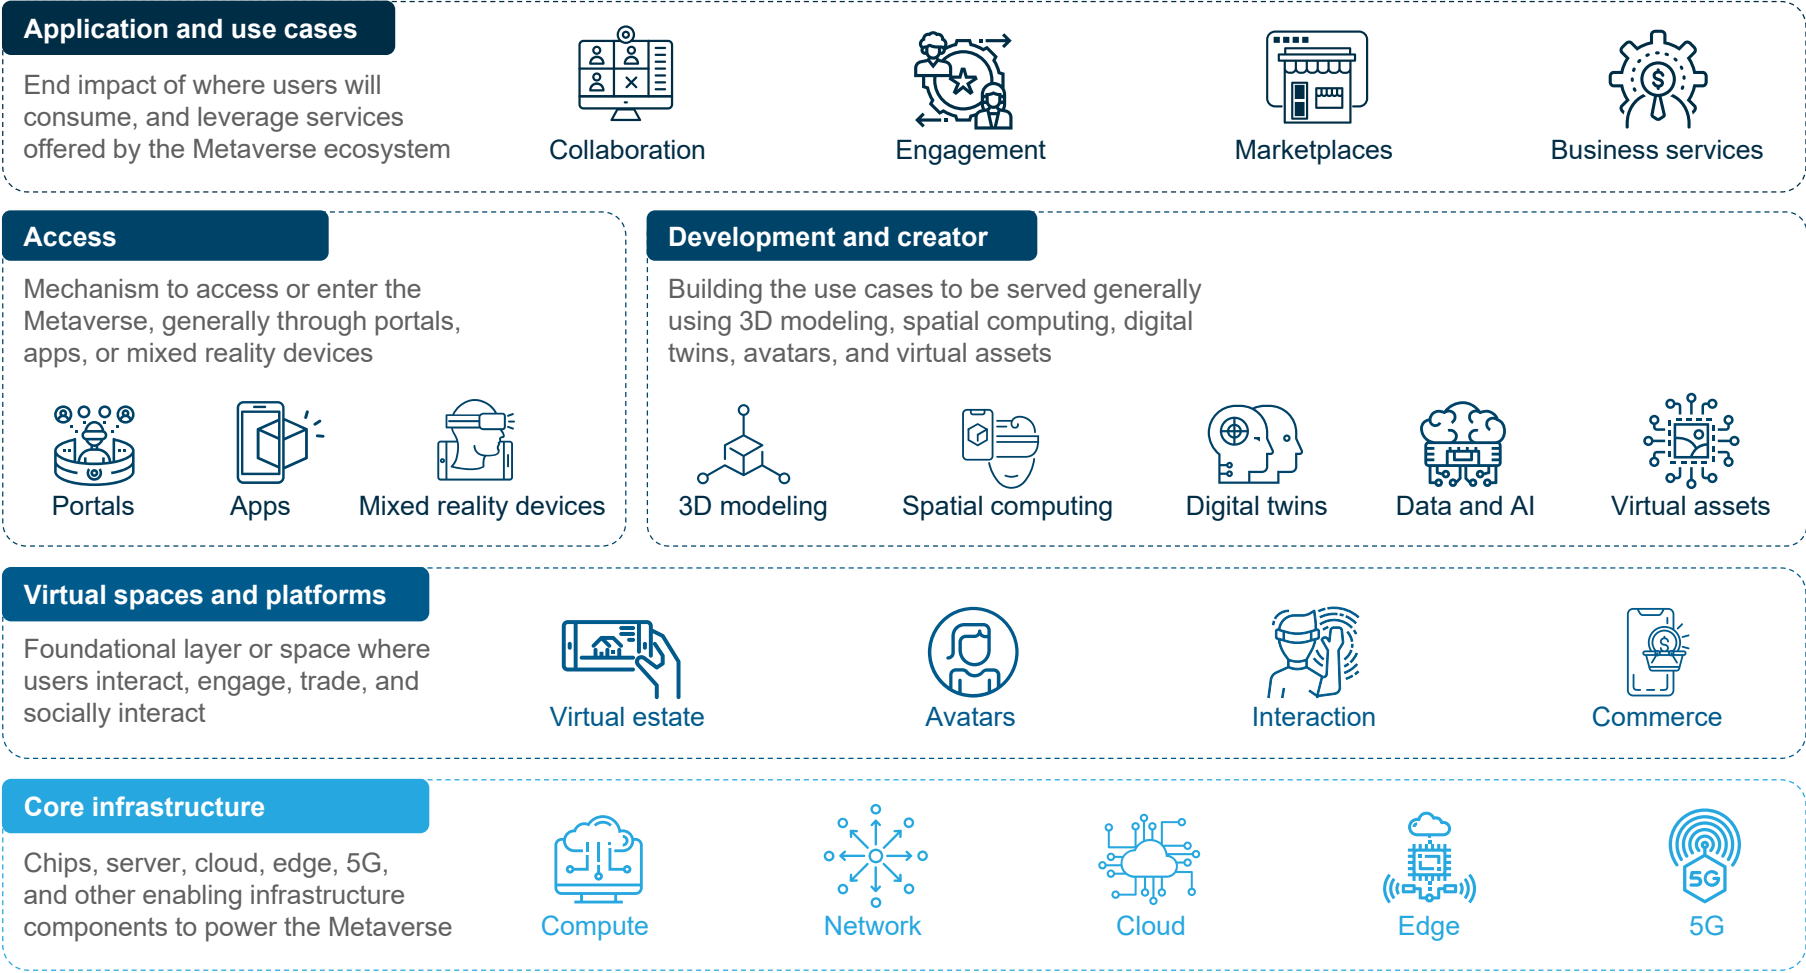 Application and use cases
End impact of where users will
consume, and leverage services
offered by the Metaverse ecosystem
Collaboration
Engagement
Marketplaces
Business services
Access
Mechanism to access or enter the
Metaverse, generally through portals,
apps, or mixed reality devices
Portals
Apps
Mixed reality devices
Development and creator
Building the use cases to be served generally
using 3D modeling, spatial computing, digital
twins, avatars, and virtual assets
3D modeling
Spatial computing
Digital twins
Data and AI
Virtual assets
Virtual spaces and platforms
Foundational layer or space where
users interact, engage, trade, and
socially interact
Virtual estate
Avatars
Interaction
Commerce
Core infrastructure
Chips, server, cloud, edge, 5G,
and other enabling infrastructure
components to power the Metaverse
Compute
Network
Cloud
Edge
5G
5G